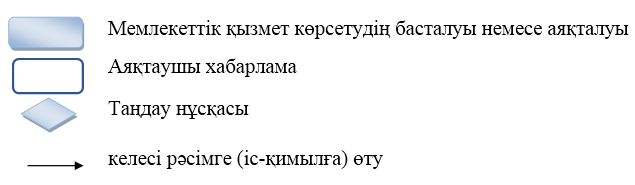 Мемлекеттік қызмет көрсетудің басталуы немесе аяқталуы
Аяқтаушы хабарлама
Таңдау нұсқасы
келесі рәсімге (іс-қимылға) өту